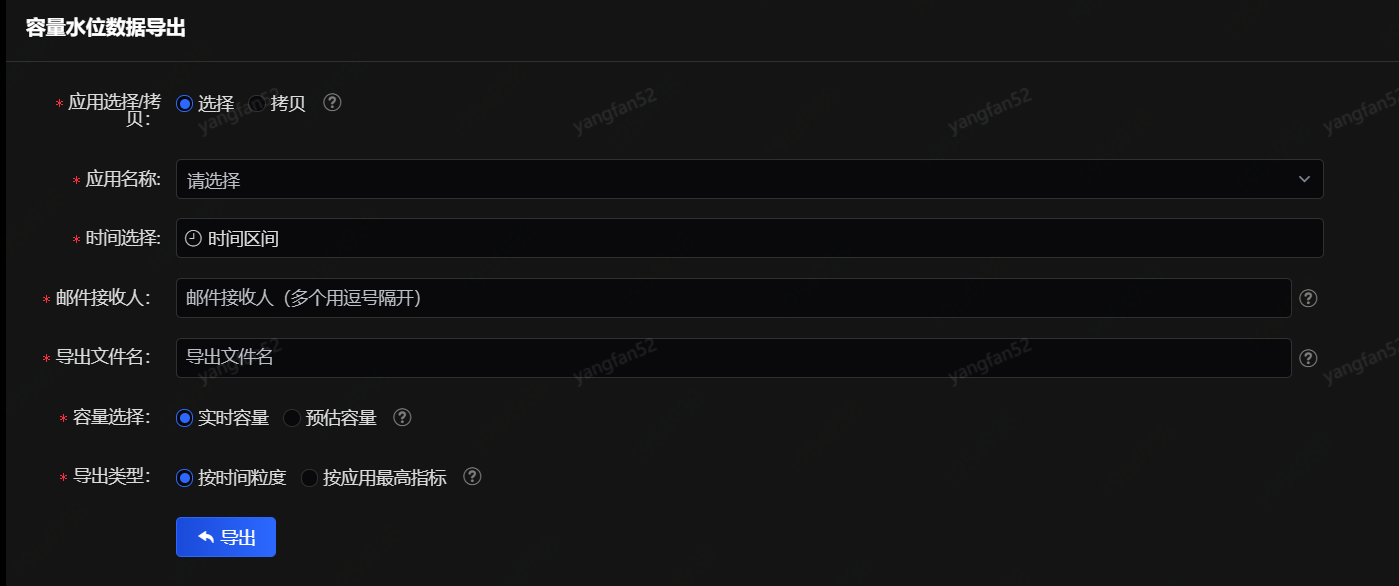 容量水位数据导出
* 应用选择/拷贝： 选择 拷贝 ?
* 应用名称: 请选择
* 时间选择: 时间区间
* 邮件接收人： 邮件接收人（多个用逗号隔开） ?
* 导出文件名： 导出文件名 ?
* 容量选择： 实时容量 预估容量 ?
* 导出类型： 按时间粒度 按应用最高指标 ?
导出
yangfan52 yangfan52 yangfan52 yangfan52
yangfan52 yangfan52 yangfan52 yangfan52